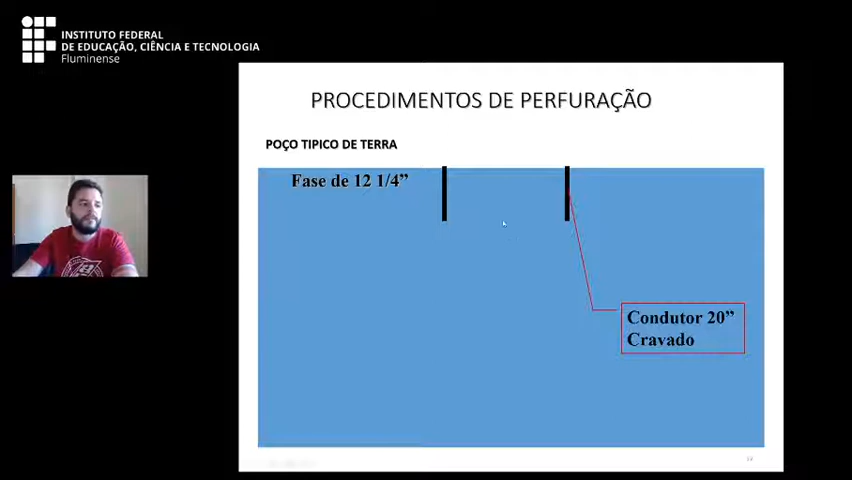 INSTITUTO FEDERAL
DE EDUCAÇÃO, CIÊNCIA E TECNOLOGIA
Fluminense
PROCEDIMENTOS DE PERFURAÇÃO
POÇO TIPICO DE TERRA
Fase de 12 1/4”
Condutor 20”
Cravado